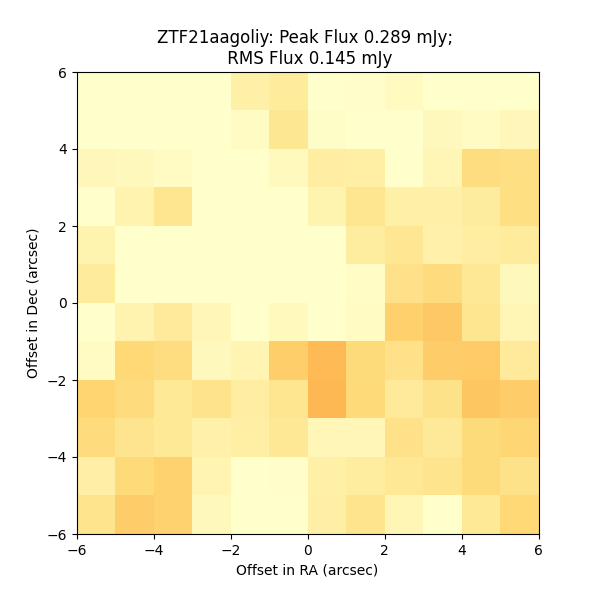 ZTF21aagoliy: Peak Flux 0.289 mJy;
RMS Flux 0.145 mJy
6
4
2
0
−2
−4
−6
Offset in Dec (arcsec)
−6 −4 −2 0 2 4 6
Offset in RA (arcsec)